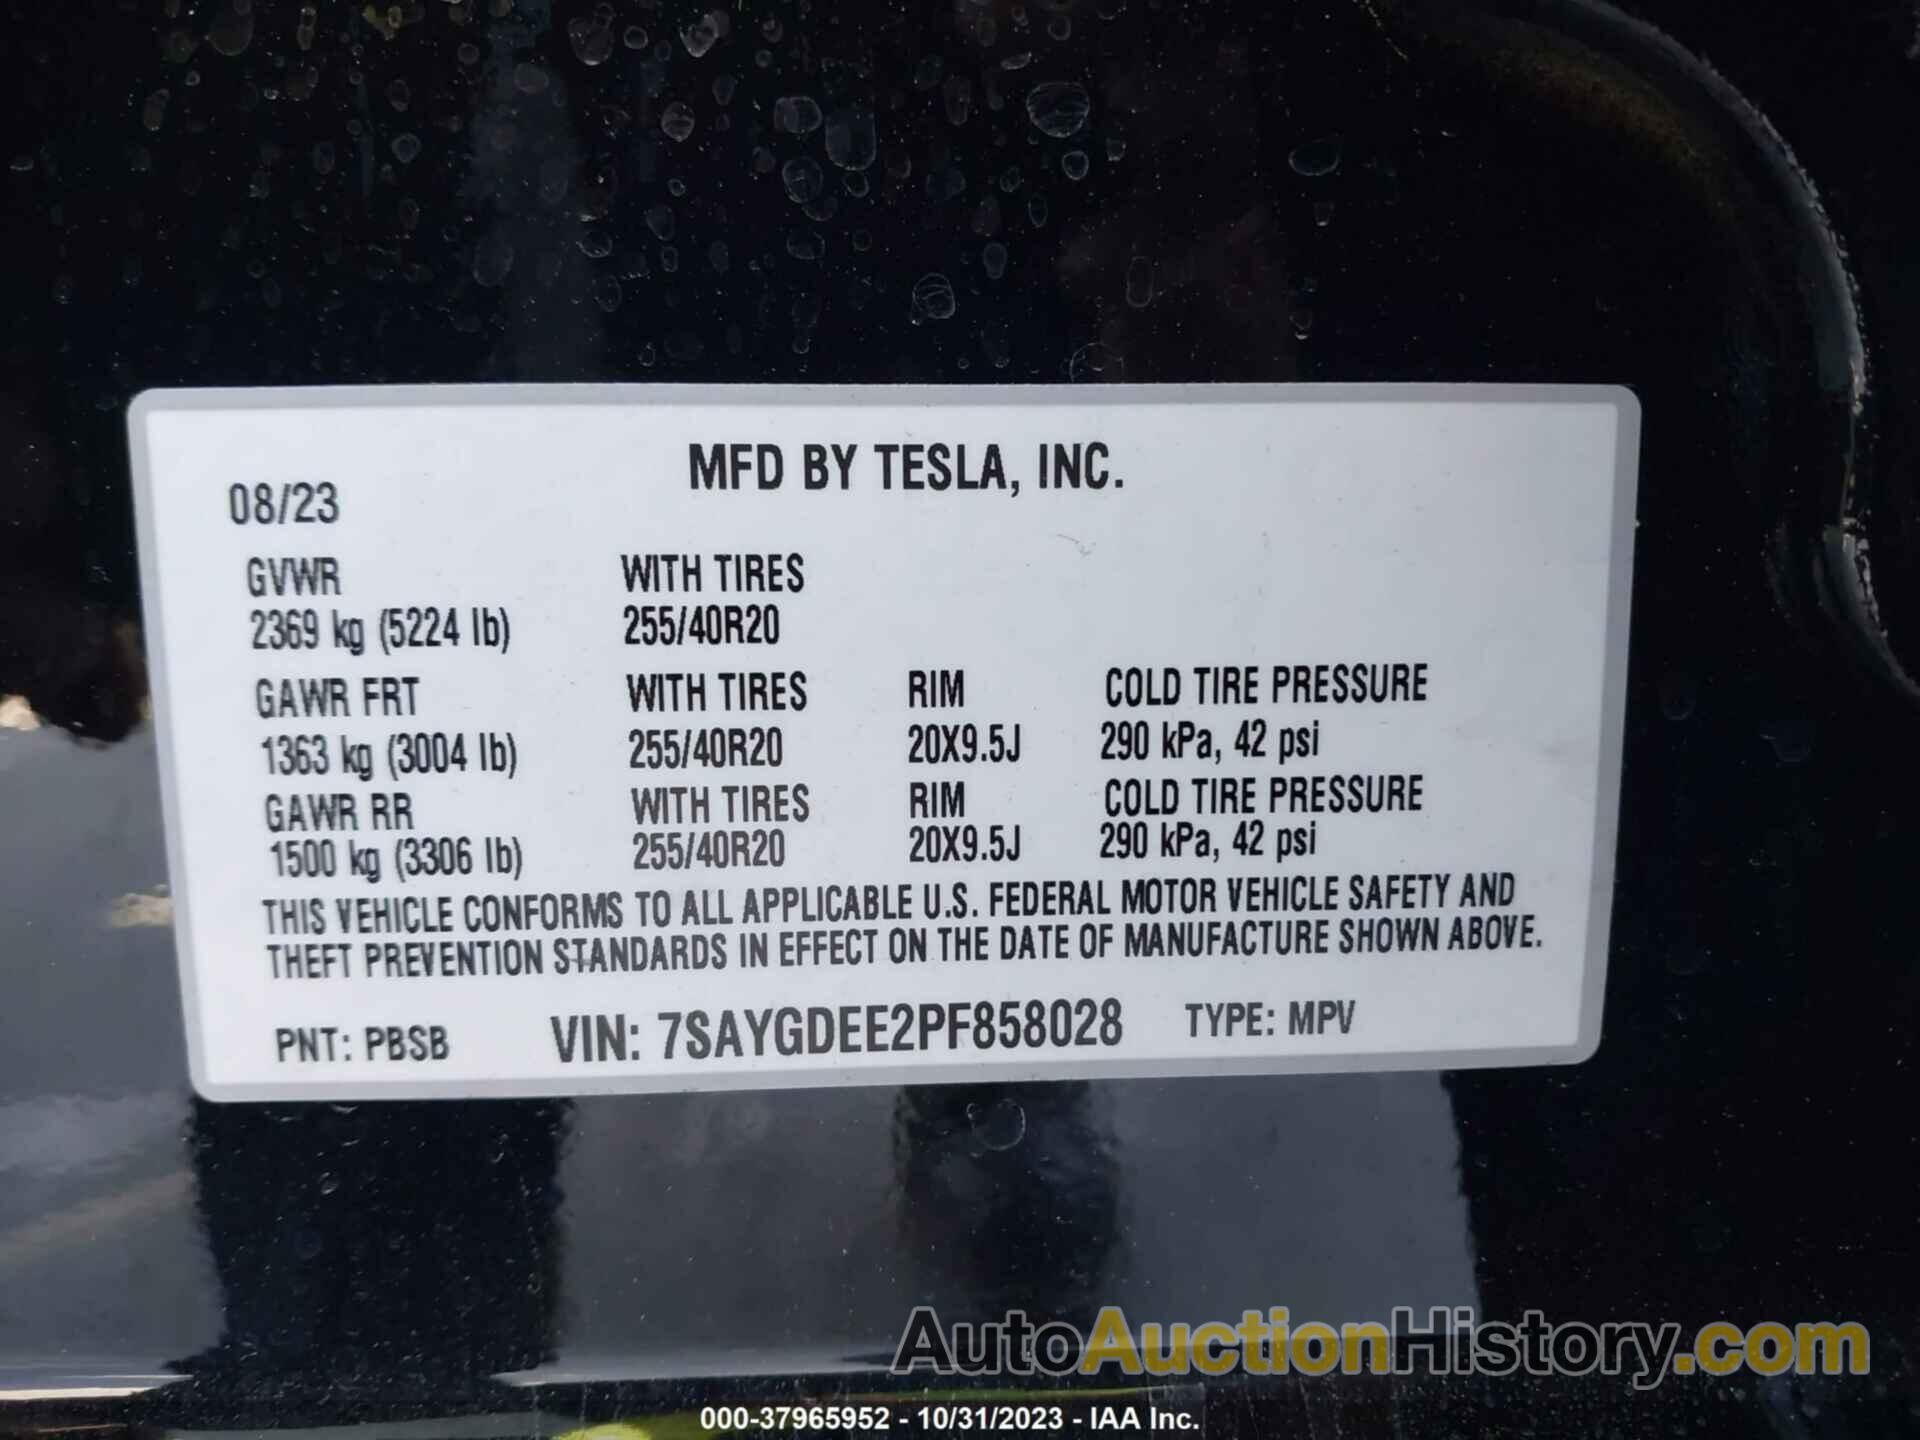 MFD BY TESLA, INC.
08/23
GVWR WITH TIRES
2369 kg (5224 lb) 255/40R20
GAWR FRT WITH TIRES RIM COLD TIRE PRESSURE
1363 kg (3004 lb) 255/40R20 20X9.5J 290 kPa, 42 psi
GAWR RR WITH TIRES RIM COLD TIRE PRESSURE
1500 kg (3306 lb) 255/40R20 20X9.5J 290 kPa, 42 psi
THIS VEHICLE CONFORMS TO ALL APPLICABLE U.S. FEDERAL MOTOR VEHICLE SAFETY AND
THEFT PREVENTION STANDARDS IN EFFECT ON THE DATE OF MANUFACTURE SHOWN ABOVE.
PNT: PBSB VIN: 7SAYGDEE2PF858028 TYPE: MPV
AutoAuctionHistory.com
000-37965952 - 10/31/2023 - IAA Inc.